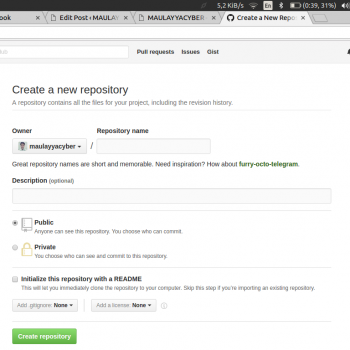 5,2 KiB/s En (0:39, 31%)
ook Edit Post ‹ MAULAY MAULAYYACYBER Create a New Repo
Pull requests Issues Gist
Create a new repository
A repository contains all the files for your project, including the revision history.
Owner Repository name
maulayyacyber /
Great repository names are short and memorable. Need inspiration? How about furry-octo-telegram.
Description (optional)
Public
Anyone can see this repository. You choose who can commit.
Private
You choose who can see and commit to this repository.
Initialize this repository with a README
This will let you immediately clone the repository to your computer. Skip this step if you're importing an existing repository.
Add .gitignore: None Add a license: None
Create repository